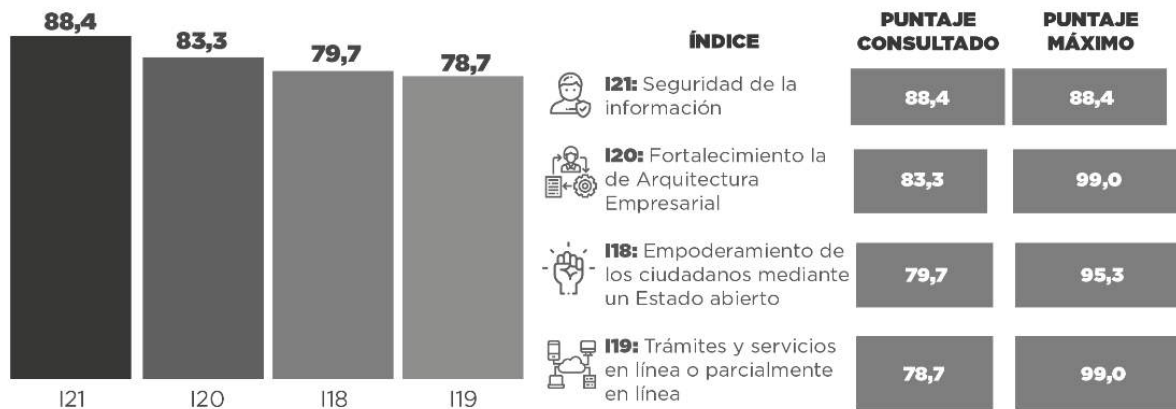 88,4
83,3
79,7
78,7
I21
I20
I18
I19
ÍNDICE
PUNTAJE
CONSULTADO
PUNTAJE
MÁXIMO
I21: Seguridad de la
información
88,4
88,4
I20: Fortalecimiento la
de Arquitectura
Empresarial
83,3
99,0
I18: Empoderamiento de
los ciudadanos mediante
un Estado abierto
79,7
95,3
I19: Trámites y servicios
en línea o parcialmente
en línea
78,7
99,0